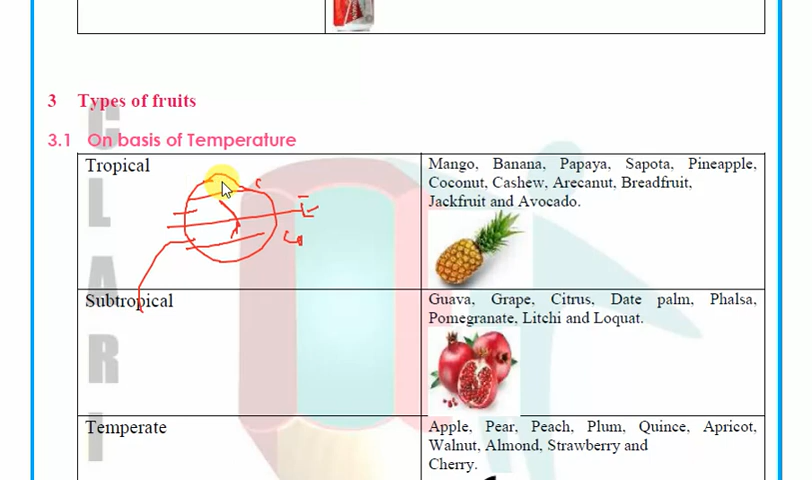 3 Types of fruits
3.1 On basis of Temperature
Tropical
Mango, Banana, Papaya, Sapota, Pineapple,
Coconut, Cashew, Arecanut, Breadfruit,
Jackfruit and Avocado.
Subtropical
Guava, Grape, Citrus, Date palm, Phalsa,
Pomegranate, Litchi and Loquat.
Temperate
Apple, Pear, Peach, Plum, Quince, Apricot,
Walnut, Almond, Strawberry and
Cherry.
C
L
A
R
I